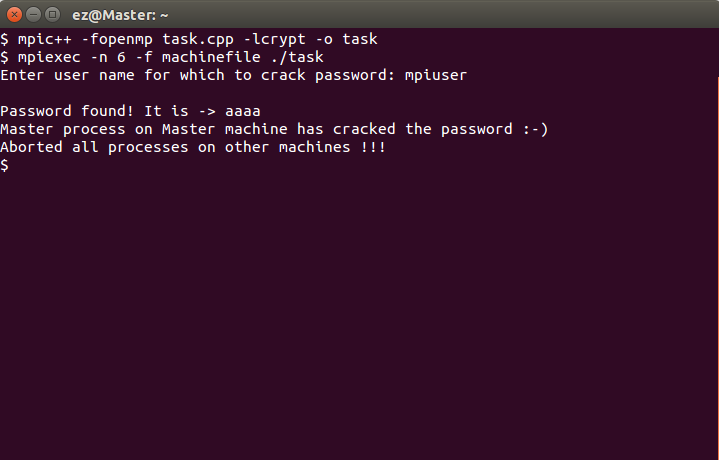 ez@Master: ~
$ mpic++ -fopenmp task.cpp -lcrypt -o task
$ mpiexec -n 6 -f machinefile ./task
Enter user name for which to crack password: mpiuser
Password found! It is -> aaaa
Master process on Master machine has cracked the password :-)
Aborted all processes on other machines !!!
$